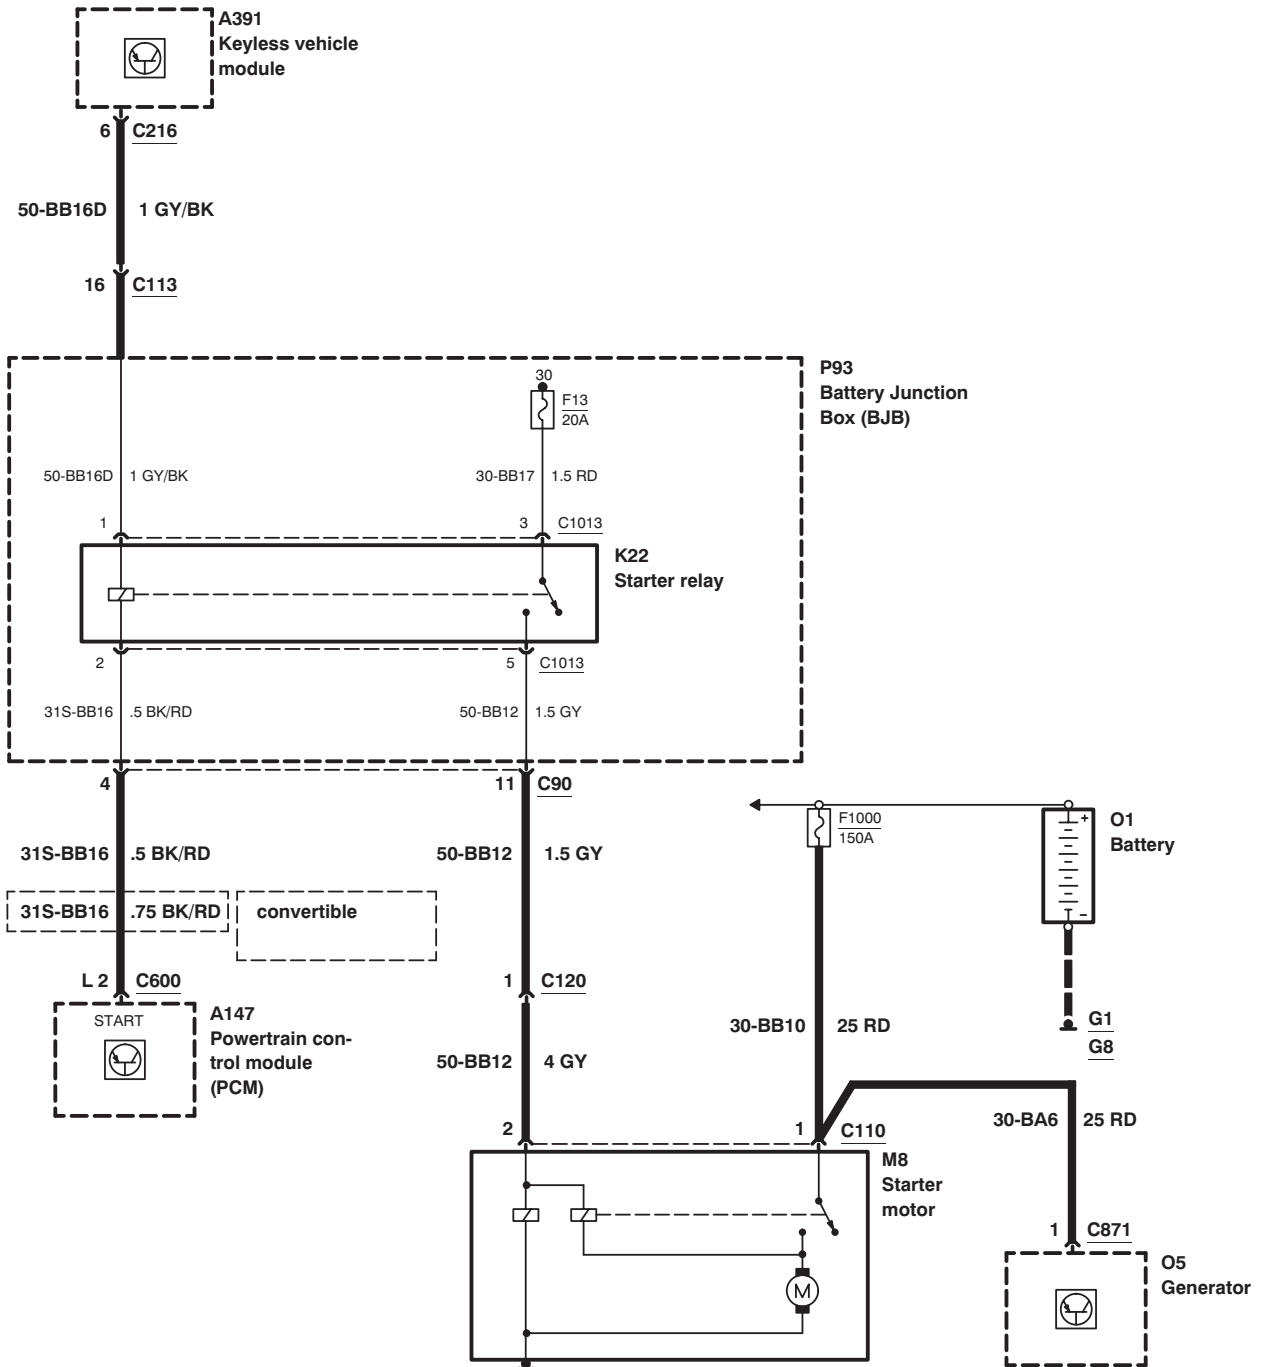 A391
Keyless vehicle
module
6 C216
50-BB16D 1 GY/BK
16 C113
P93
Battery Junction
Box (BJB)
30
F13
20A
50-BB16D 1 GY/BK
30-BB17 1.5 RD
1
3 C1013
K22
Starter relay
2
5 C1013
31S-BB16 .5 BK/RD
50-BB12 1.5 GY
4
11 C90
F1000
150A
+
-
O1
Battery
31S-BB16 .5 BK/RD
50-BB12 1.5 GY
31S-BB16 .75 BK/RD
convertible
L 2 C600
1 C120
START
A147
Powertrain con-
trol module
(PCM)
30-BB10 25 RD
G1
G8
50-BB12 4 GY
2
1 C110
30-BA6 25 RD
M8
Starter
motor
M
1 C871
O5
Generator